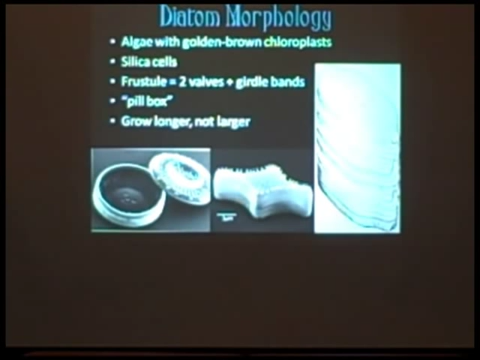 Diatom Morphology
• Algae with golden-brown chloroplasts
• Silica cells
• Frustule = 2 valves + girdle bands
• "pill box"
• Grow longer, not larger